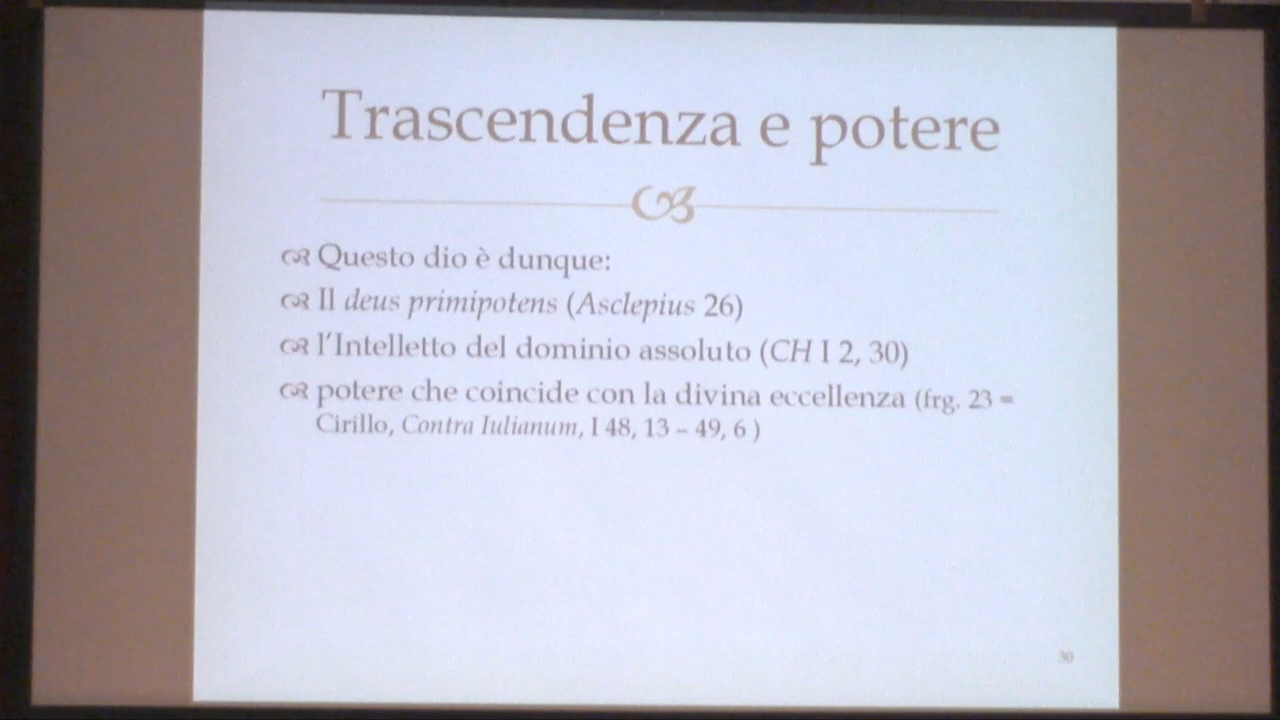 Trascendenza e potere
Questo dio è dunque:
Il deus primipotens (Asclepius 26)
l'Intelletto del dominio assoluto (CH I 2, 30)
potere che coincide con la divina eccellenza (frg. 23 =
Cirillo, Contra Iulianum, I 48, 13 – 49, 6 )
30